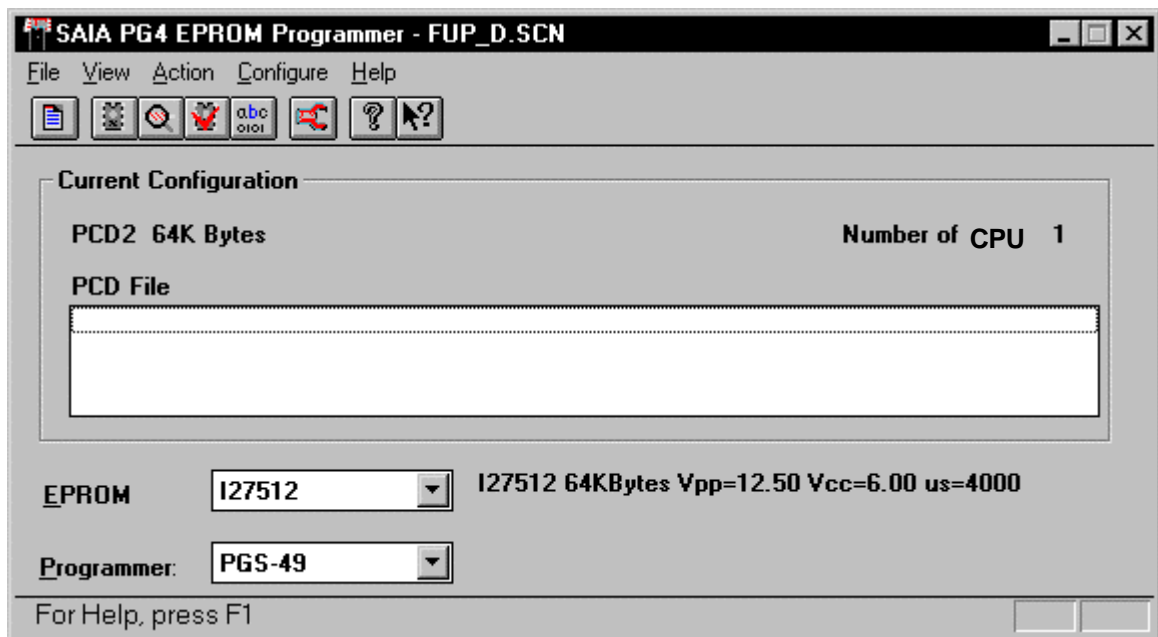 SAIA PG4 EPROM Programmer - FUP_D.SCN
File View Action Configure Help
abc
0101
Current Configuration
PCD2 64K Bytes Number of CPU 1
PCD File
EPROM I27512 I27512 64KBytes Vpp=12.50 Vcc=6.00 us=4000
Programmer: PGS-49
For Help, press F1